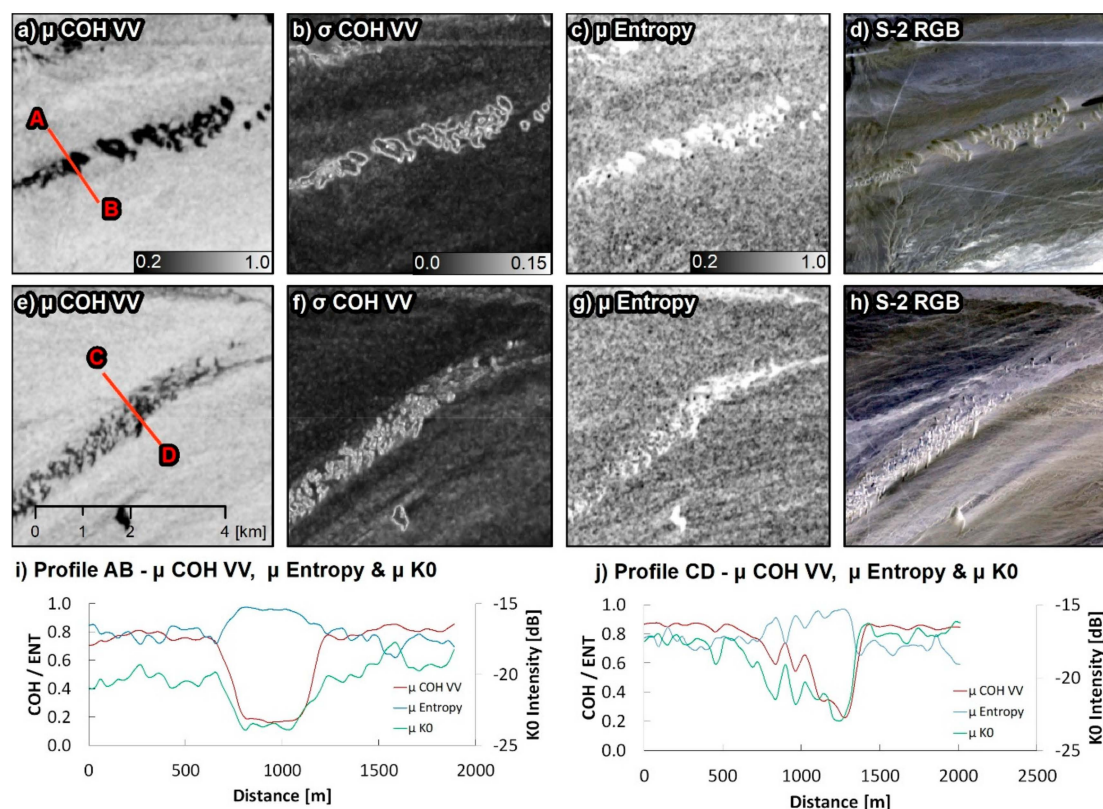 a) μ COH VV
b) σ COH VV
c) μ Entropy
d) S-2 RGB
A
B
0.2 1.0
0.0 0.15
0.2 1.0
e) μ COH VV
f) σ COH VV
g) μ Entropy
h) S-2 RGB
C
D
0 2 4 [km]
i) Profile AB - μ COH VV, μ Entropy & μ K0
j) Profile CD - μ COH VV, μ Entropy & μ K0
1.0
0.8
0.6
0.4
0.2
0.0
COH / ENT
-15
-20
-25
K0 Intensity [dB]
μ COH VV
μ Entropy
μ K0
0 500 1000 1500 2000
Distance [m]
1.0
0.8
0.6
0.4
0.2
0.0
COH / ENT
-15
-20
-25
K0 Intensity [dB]
μ COH VV
μ Entropy
μ K0
0 500 1000 1500 2000 2500
Distance [m]